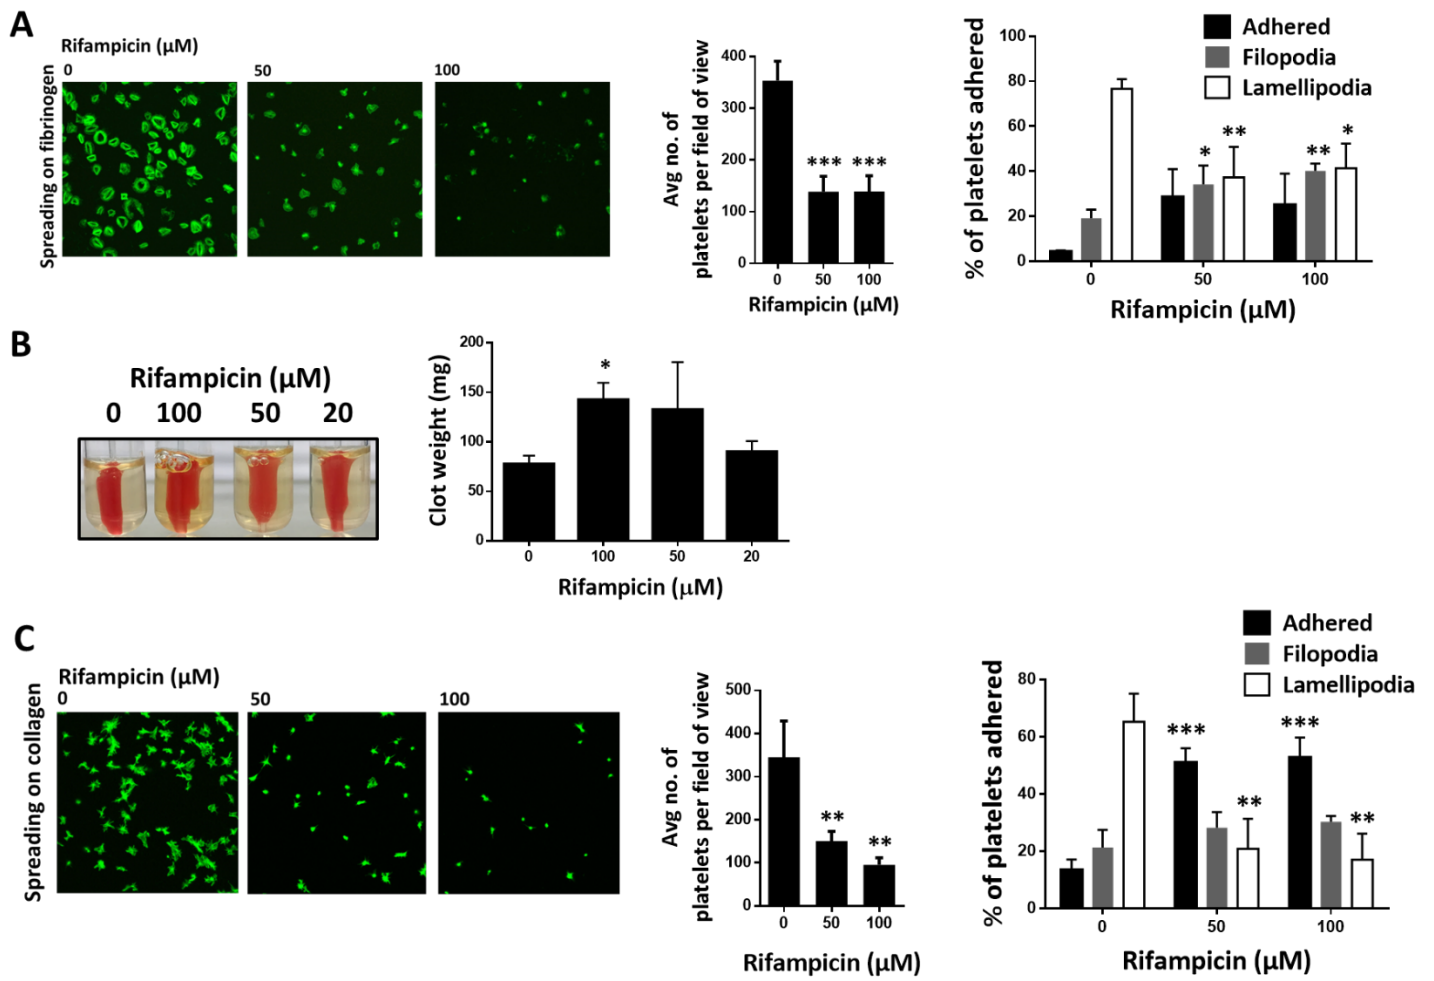 A
Rifampicin (µM)
0
50
100
Spreading on fibrinogen
Avg no. of
platelets per field of view
400
300
200
100
0
***
***
0
50
100
Rifampicin (µM)
% of platelets adhered
100
80
60
40
20
0
Adhered
Filopodia
Lamellipodia
*
**
**
*
0
50
100
Rifampicin (µM)
B
Rifampicin (µM)
0
100
50
20
Clot weight (mg)
200
150
100
50
0
*
0
100
50
20
Rifampicin (µM)
C
Rifampicin (µM)
0
50
100
Spreading on collagen
Avg no. of
platelets per field of view
500
400
300
200
100
0
**
**
0
50
100
Rifampicin (µM)
% of platelets adhered
80
60
40
20
0
Adhered
Filopodia
Lamellipodia
***
**
***
**
0
50
100
Rifampicin (µM)